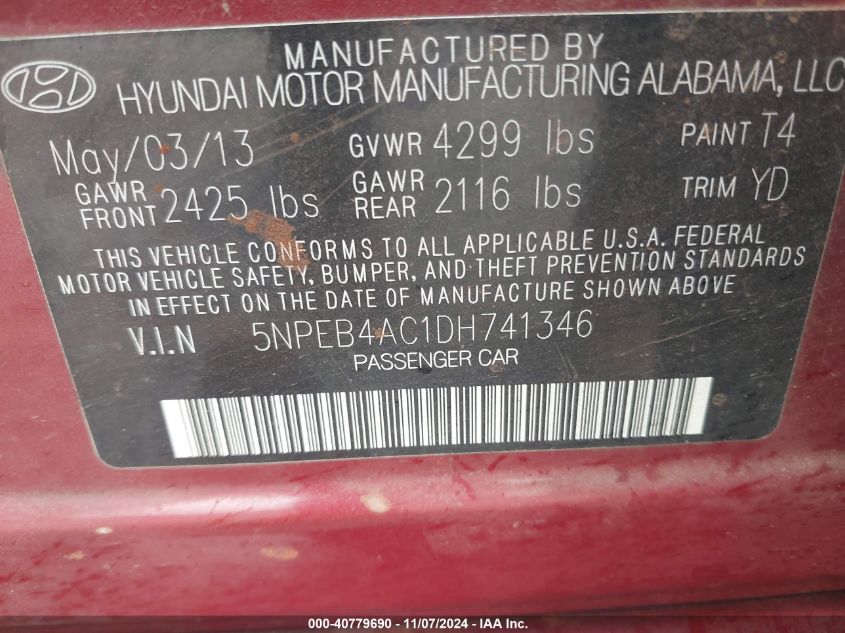 MANUFACTURED BY
HYUNDAI MOTOR MANUFACTURING ALABAMA, LLC
May/03/13 GVWR 4299 lbs PAINT T4
GAWR FRONT 2425 lbs GAWR REAR 2116 lbs TRIM YD
THIS VEHICLE CONFORMS TO ALL APPLICABLE U.S.A. FEDERAL
MOTOR VEHICLE SAFETY, BUMPER, AND THEFT PREVENTION STANDARDS
IN EFFECT ON THE DATE OF MANUFACTURE SHOWN ABOVE.
V.I.N 5NPEB4AC1DH741346
PASSENGER CAR
000-40779690 - 11/07/2024 - IAA Inc.